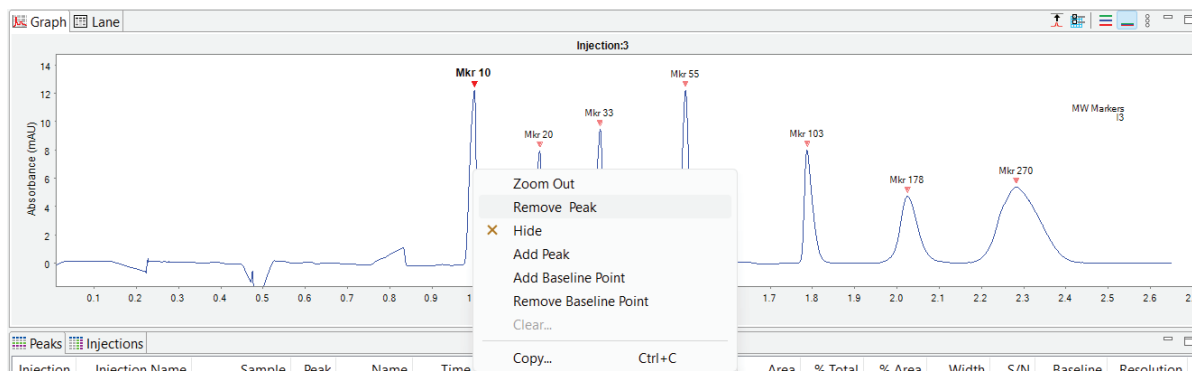 Graph Lane
Injection:3
Mkr 10
Mkr 55
Mkr 33
Mkr 20
Mkr 103
Mkr 178
Mkr 270
MW Markers
I3
Absorbance (mAU)
14
12
10
8
6
4
2
0
0.1 0.2 0.3 0.4 0.5 0.6 0.7 0.8 0.9 1.7 1.8 1.9 2.0 2.1 2.2 2.3 2.4 2.5 2.6
Zoom Out
Remove Peak
Hide
Add Peak
Add Baseline Point
Remove Baseline Point
Clear...
Copy... Ctrl+C
Peaks Injections
Injection Injection Name Sample Peak Name Time Area % Total % Area Width S/N Baseline Resolution